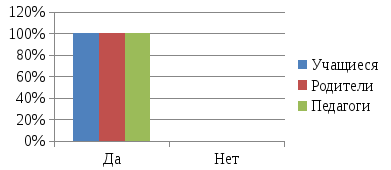 120%
100%
80%
60%
40%
20%
0%
Да
Нет
Учащиеся
Родители
Педагоги